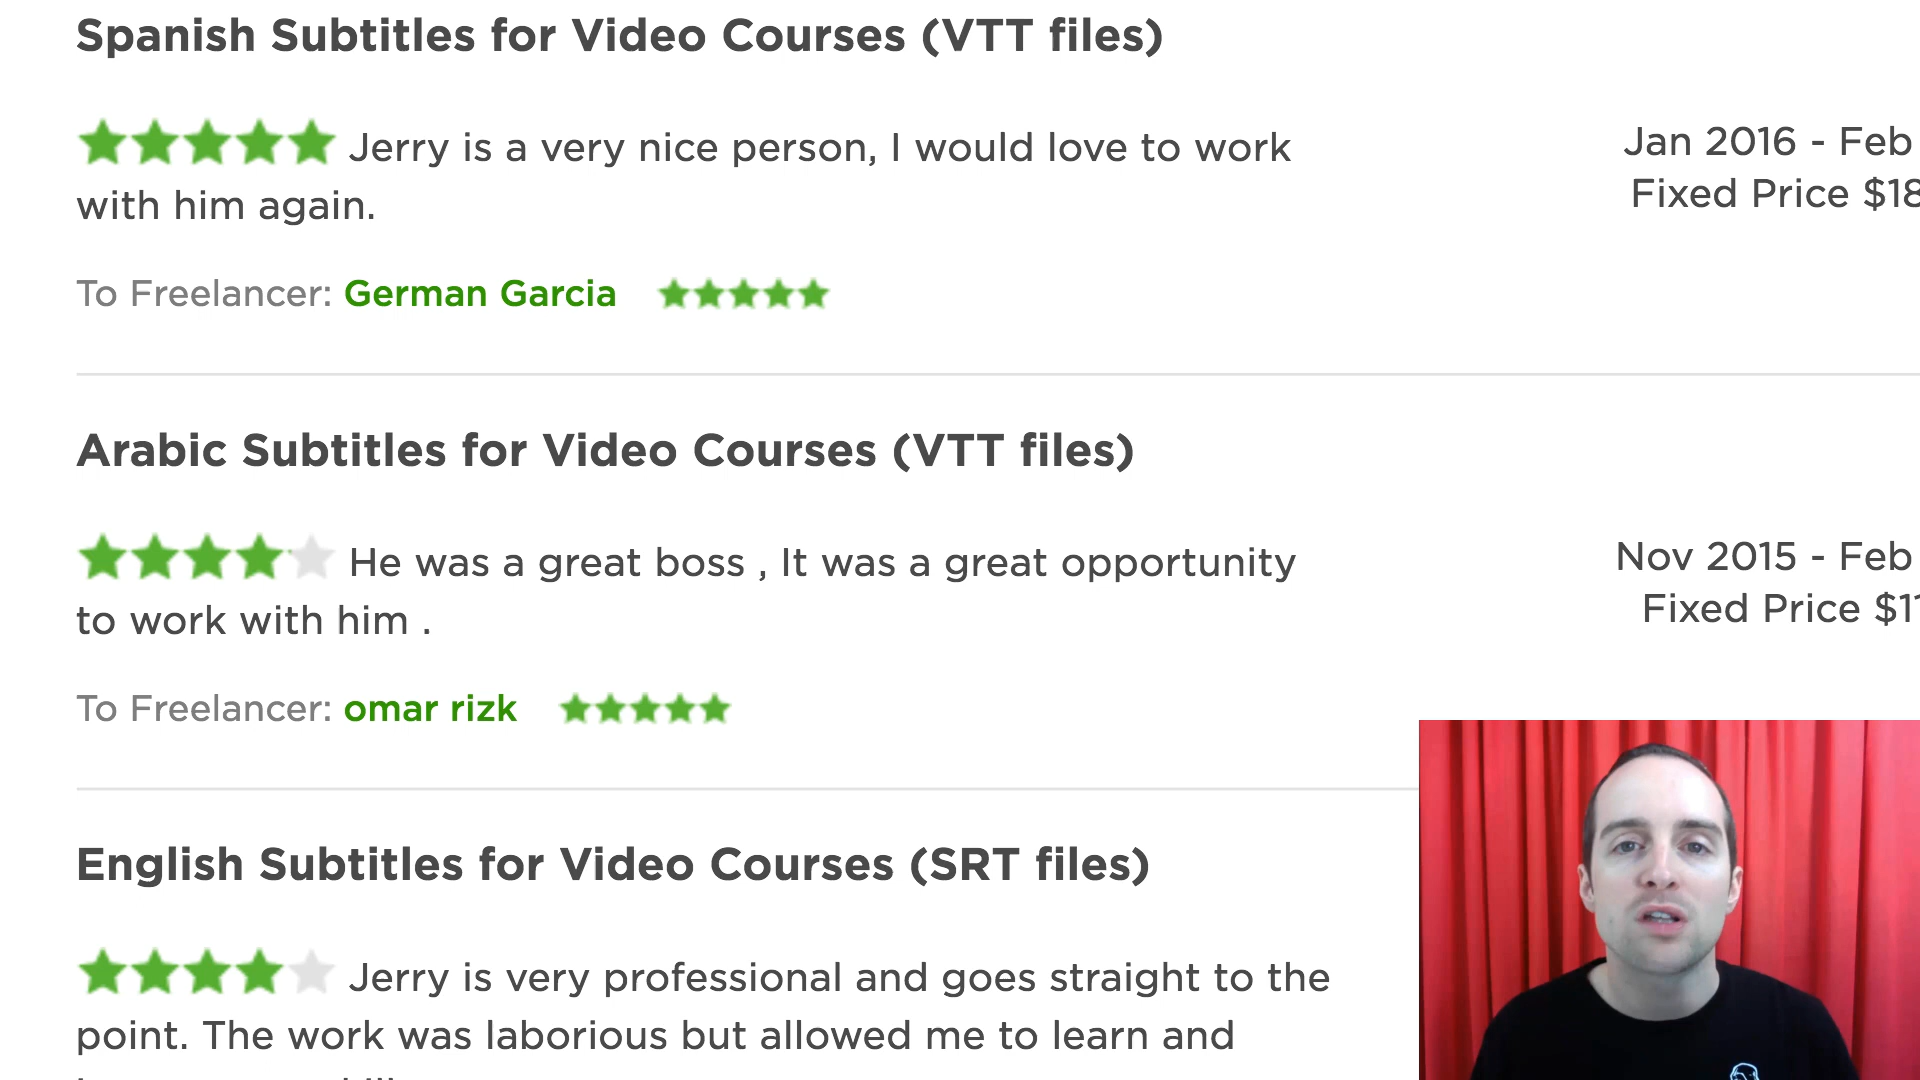 Spanish Subtitles for Video Courses (VTT files)
Jerry is a very nice person, I would love to work
with him again.
Jan 2016 - Feb
Fixed Price $18
To Freelancer: German Garcia
Arabic Subtitles for Video Courses (VTT files)
He was a great boss , It was a great opportunity
to work with him .
Nov 2015 - Feb
Fixed Price $11
To Freelancer: omar rizk
English Subtitles for Video Courses (SRT files)
Jerry is very professional and goes straight to the
point. The work was laborious but allowed me to learn and